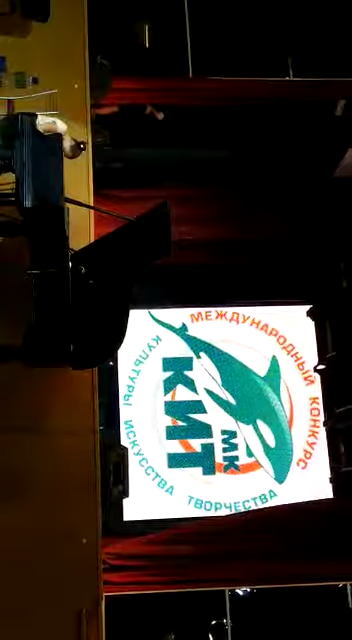 МЕЖДУНАРОДНЫЙ КОНКУРС
МК
КИТ
КУЛЬТУРЫ ИСКУССТВА ТВОРЧЕСТВА